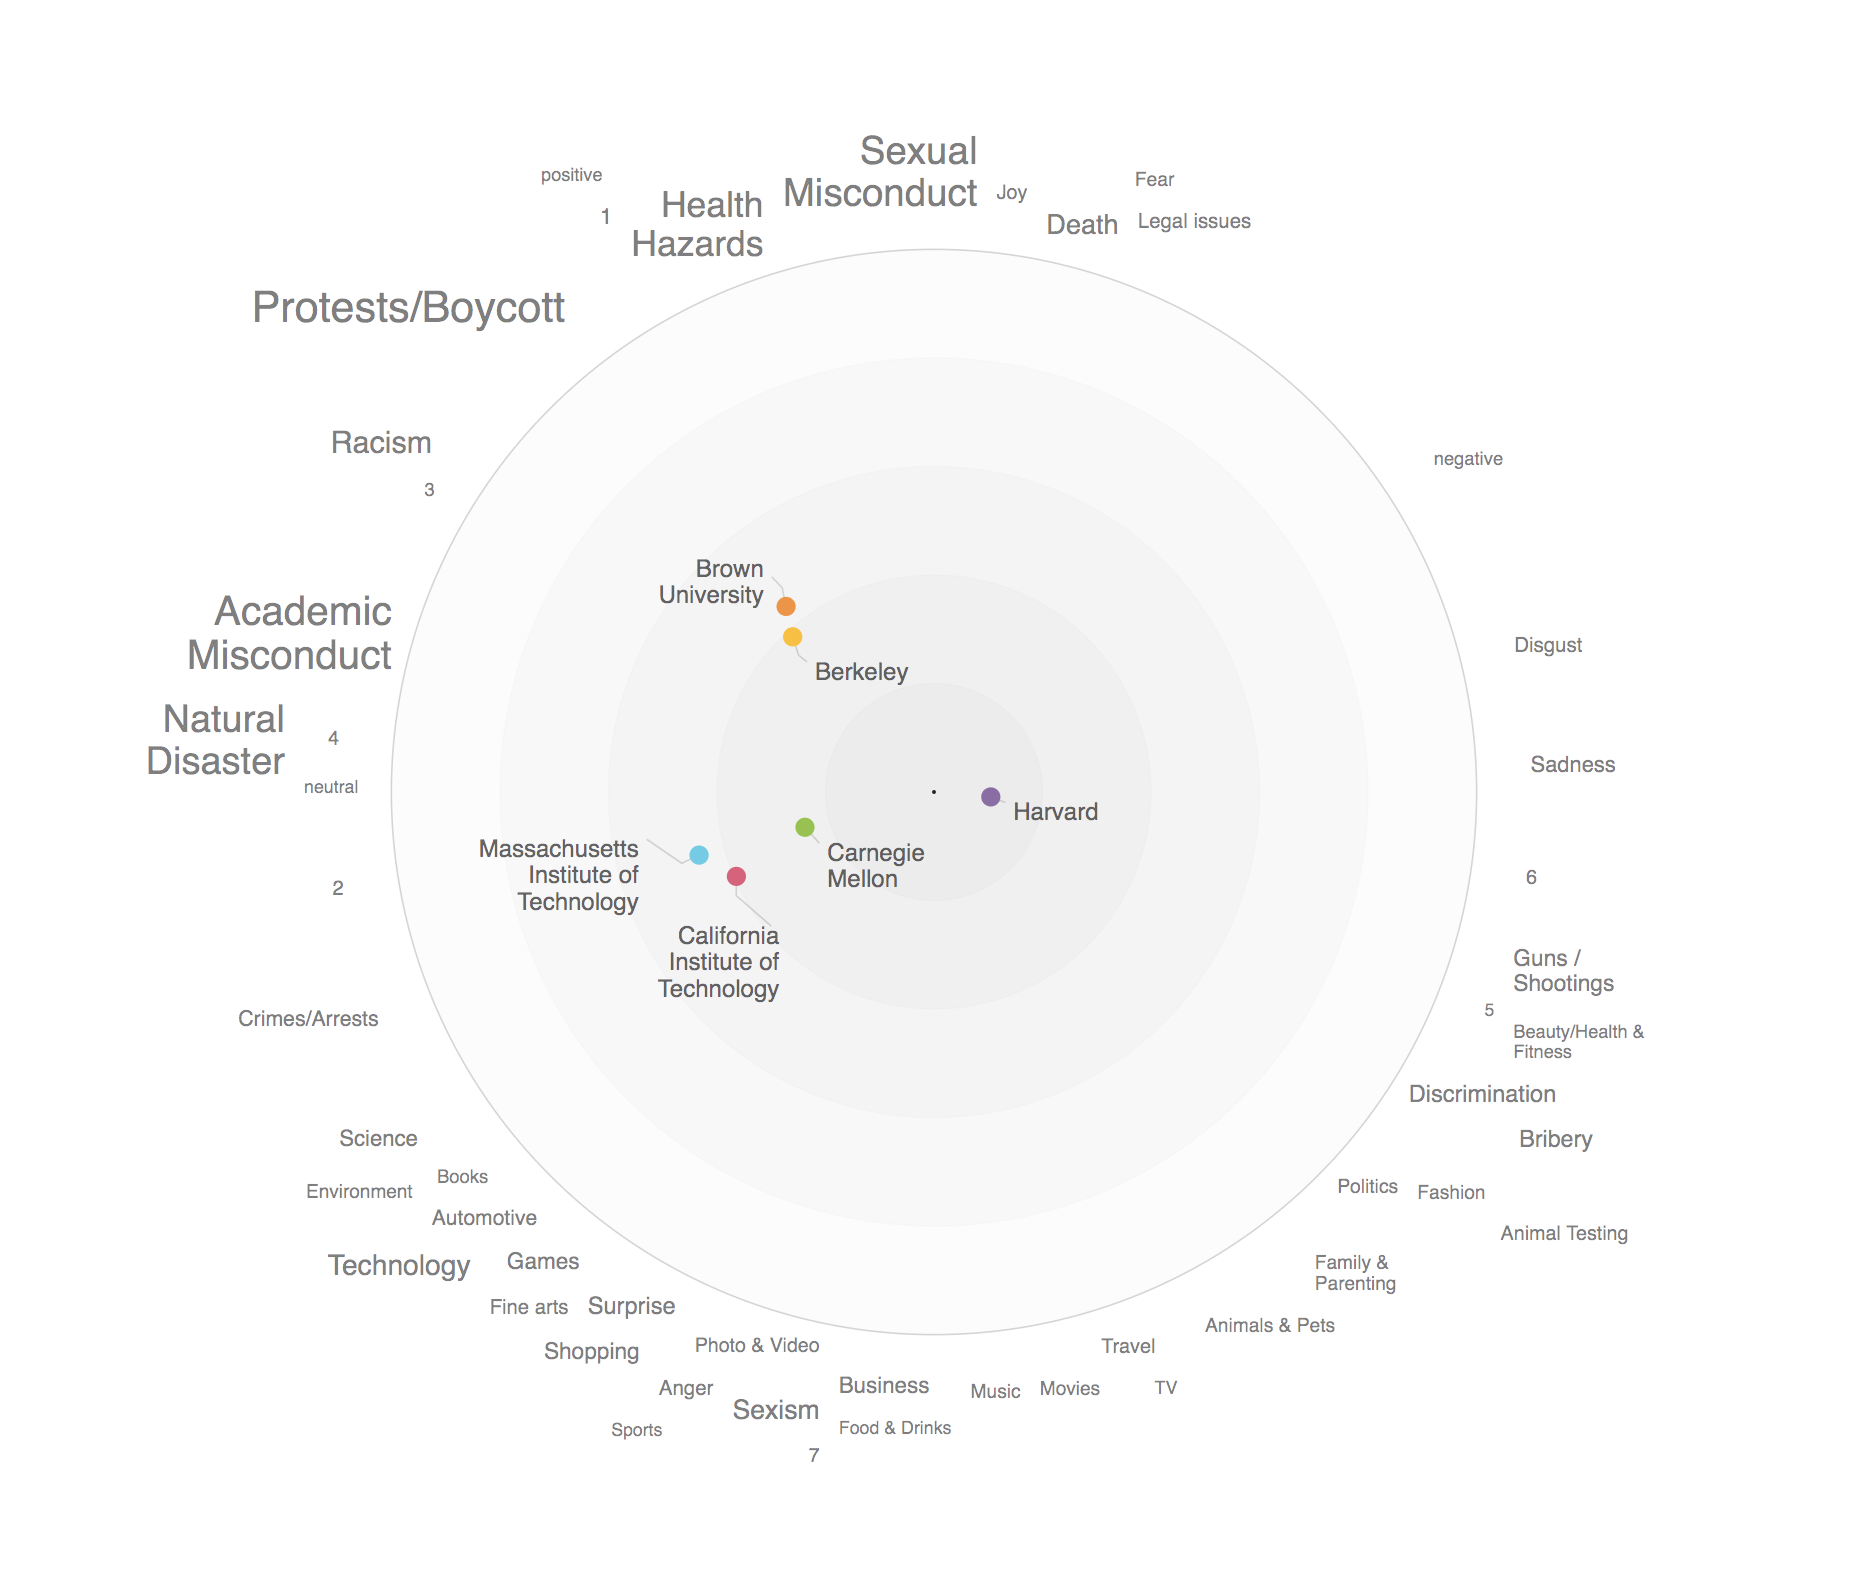 Sexual
Misconduct
positive
Joy
Fear
1
Health
Hazards
Death
Legal issues
Protests/Boycott
Racism
negative
3
Brown
University
Academic
Misconduct
Berkeley
Disgust
Natural
Disaster
4
neutral
Sadness
Harvard
Massachusetts
Institute of
Technology
Carnegie
Mellon
2
6
California
Institute of
Technology
Guns /
Shootings
Crimes/Arrests
5
Beauty/Health &
Fitness
Discrimination
Science
Bribery
Books
Environment
Politics
Fashion
Automotive
Animal Testing
Technology
Games
Family &
Parenting
Fine arts
Surprise
Animals & Pets
Shopping
Photo & Video
Travel
Anger
Business
Music
Movies
TV
Sexism
Sports
Food & Drinks
7